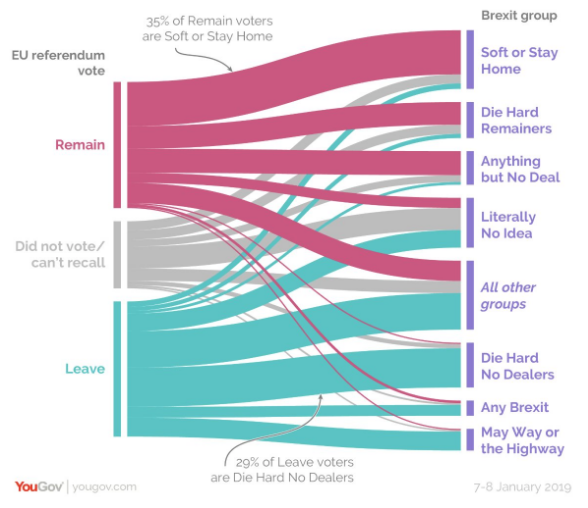 35% of Remain voters
are Soft or Stay Home
Brexit group
EU referendum
vote
Remain
Did not vote/
can't recall
Leave
Soft or Stay
Home
Die Hard
Remainers
Anything
but No Deal
Literally
No Idea
All other
groups
Die Hard
No Dealers
Any Brexit
May Way or
the Highway
29% of Leave voters
are Die Hard No Dealers
YouGov | yougov.com
7-8 January 2019